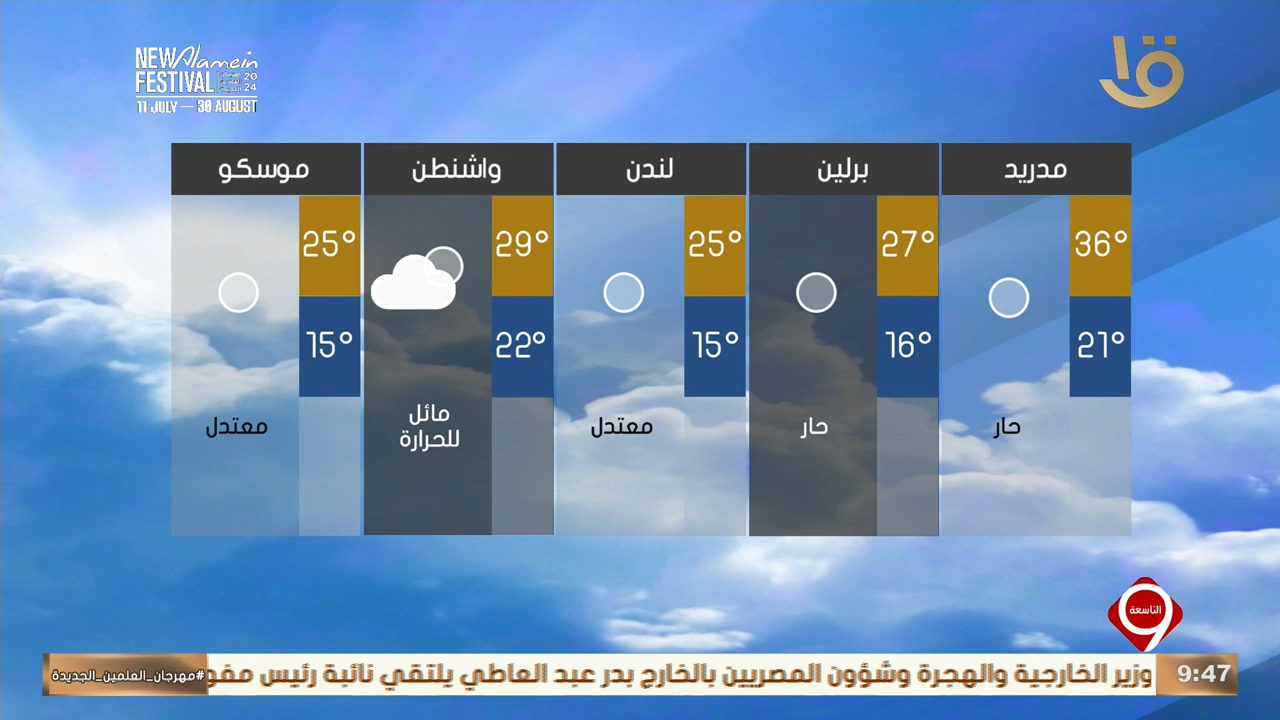 NEW Alamein
FESTIVAL 20
24
11 JULY — 30 AUGUST
مدريد
36°
21°
حار
برلين
27°
16°
حار
لندن
25°
15°
معتدل
واشنطن
29°
22°
مائل
للحرارة
موسكو
25°
15°
معتدل
التاسعة
9
9:47
وزير الخارجية والهجرة وشؤون المصريين بالخارج بدر عبد العاطي يلتقي نائبة رئيس مفو
#مهرجان_العلمين_الجديدة